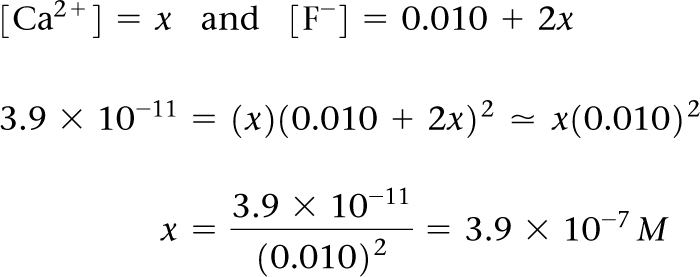 [Ca²⁺] = x and [F⁻] = 0.010 + 2x
3.9 × 10⁻¹¹ = (x)(0.010 + 2x)² ≃ x(0.010)²
x = 3.9 × 10⁻¹¹ / (0.010)² = 3.9 × 10⁻⁷ M